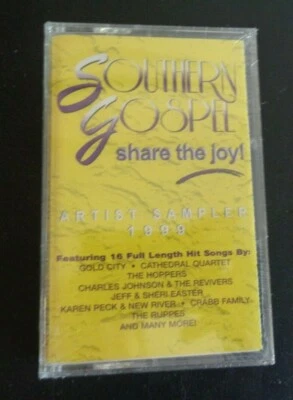 SOUTHERN
GOSPEL
share the joy!
ARTIST SAMPLER
1999
Featuring 16 Full Length Hit Songs By:
GOLD CITY • CATHEDRAL QUARTET
THE HOPPERS
CHARLES JOHNSON & THE REVIVERS
JEFF & SHERI EASTER
KAREN PECK & NEW RIVER • CRABB FAMILY
THE RUPPES
AND MANY MORE!